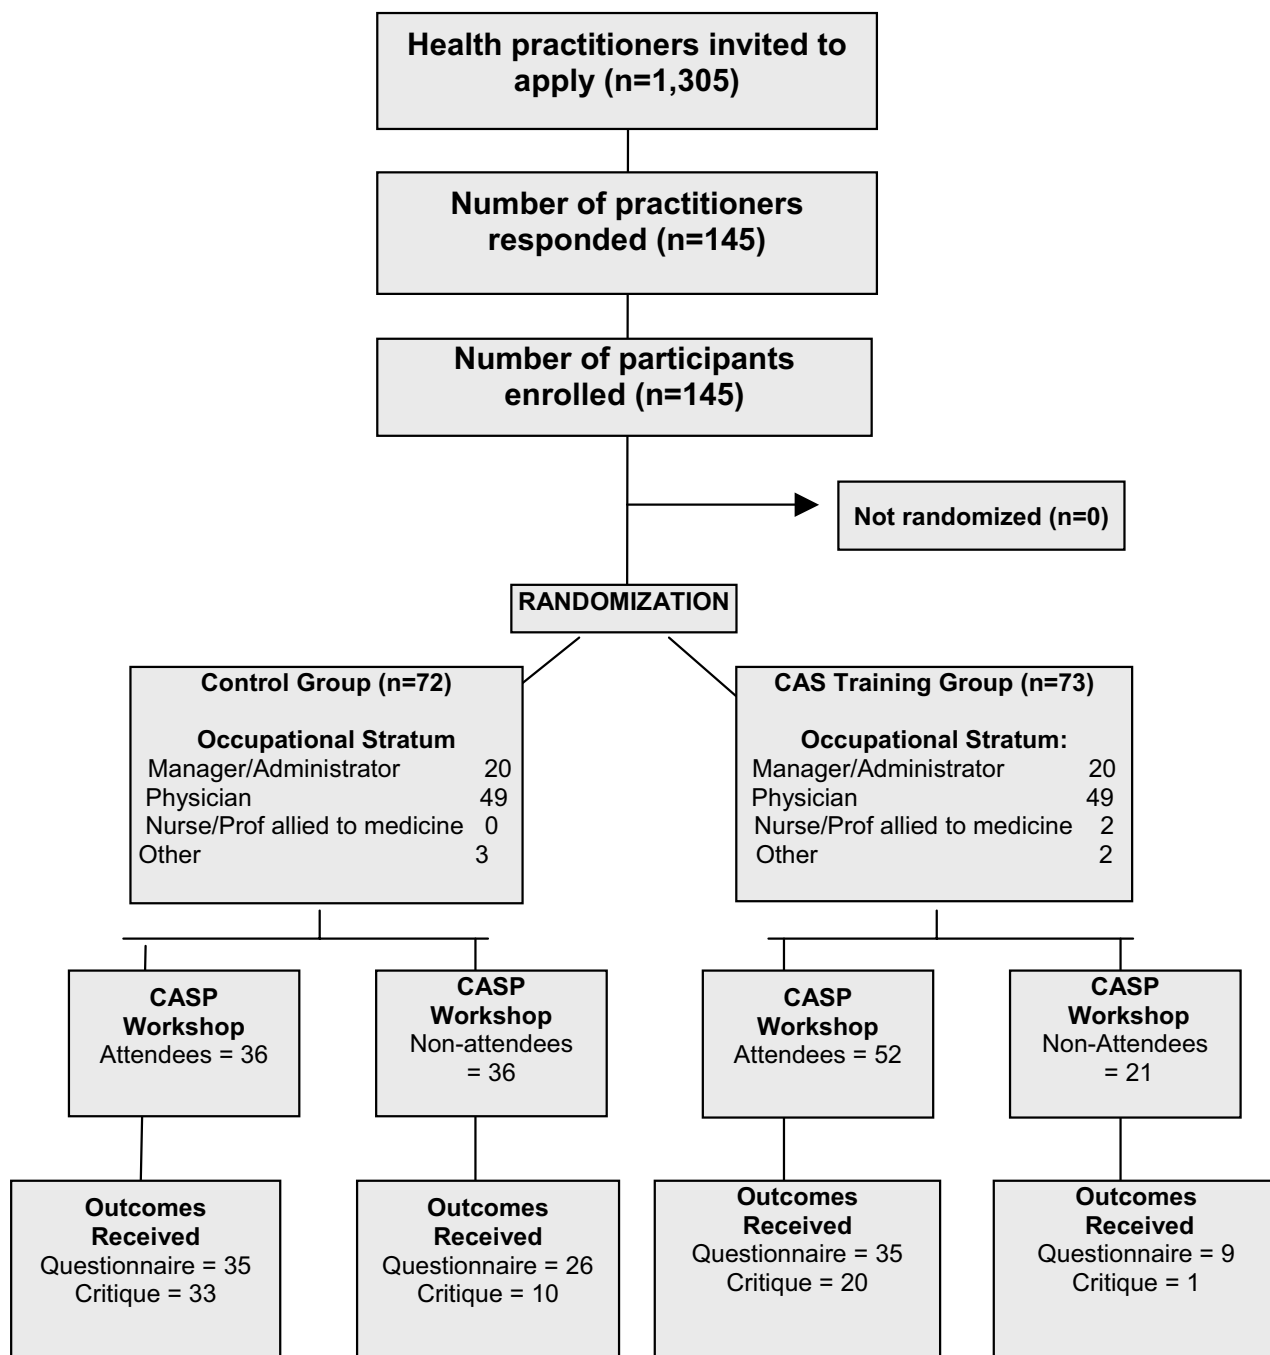 Health practitioners invited to
apply (n=1,305)
Number of practitioners
responded (n=145)
Number of participants
enrolled (n=145)
Not randomized (n=0)
RANDOMIZATION
Control Group (n=72)
Occupational Stratum
Manager/Administrator 20
Physician 49
Nurse/Prof allied to medicine 0
Other 3
CAS Training Group (n=73)
Occupational Stratum:
Manager/Administrator 20
Physician 49
Nurse/Prof allied to medicine 2
Other 2
CASP
Workshop
Attendees = 36
CASP
Workshop
Non-attendees
= 36
CASP
Workshop
Attendees = 52
CASP
Workshop
Non-Attendees
= 21
Outcomes
Received
Questionnaire = 35
Critique = 33
Outcomes
Received
Questionnaire = 26
Critique = 10
Outcomes
Received
Questionnaire = 35
Critique = 20
Outcomes
Received
Questionnaire = 9
Critique = 1